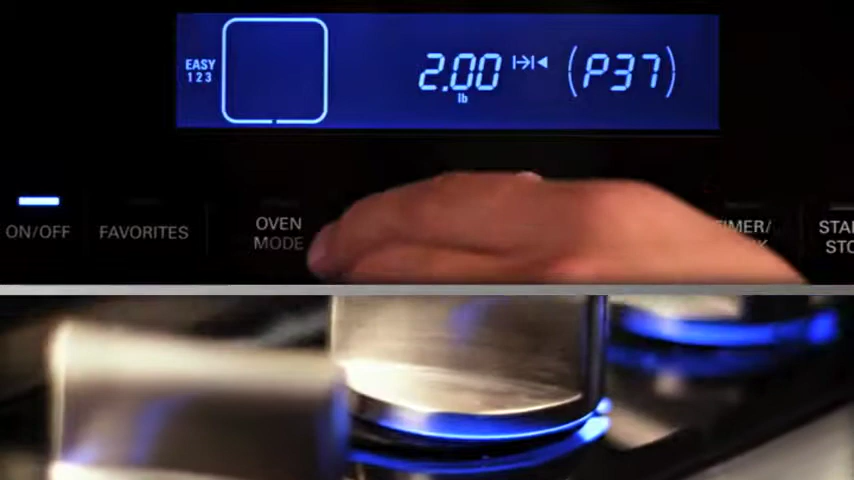 EASY
1 2 3
2.00
lb
(P37)
ON/OFF
FAVORITES
OVEN
MODE